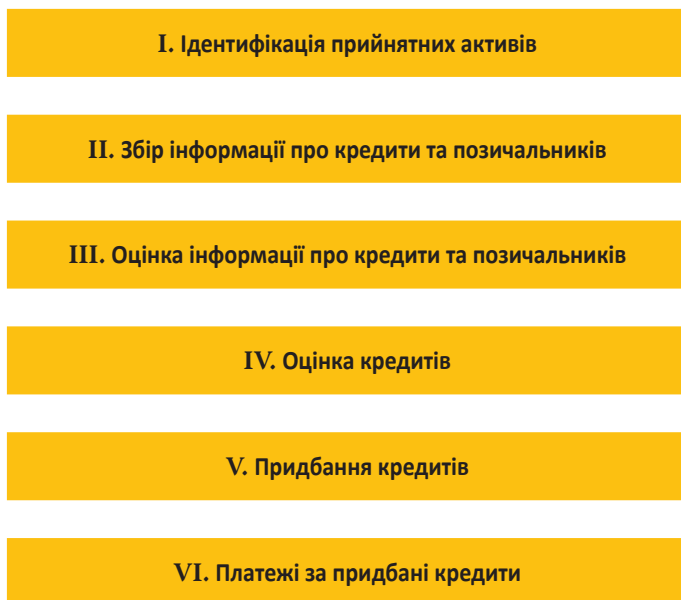 I. Ідентифікація прийнятних активів
II. Збір інформації про кредити та позичальників
III. Оцінка інформації про кредити та позичальників
IV. Оцінка кредитів
V. Придбання кредитів
VI. Платежі за придбані кредити